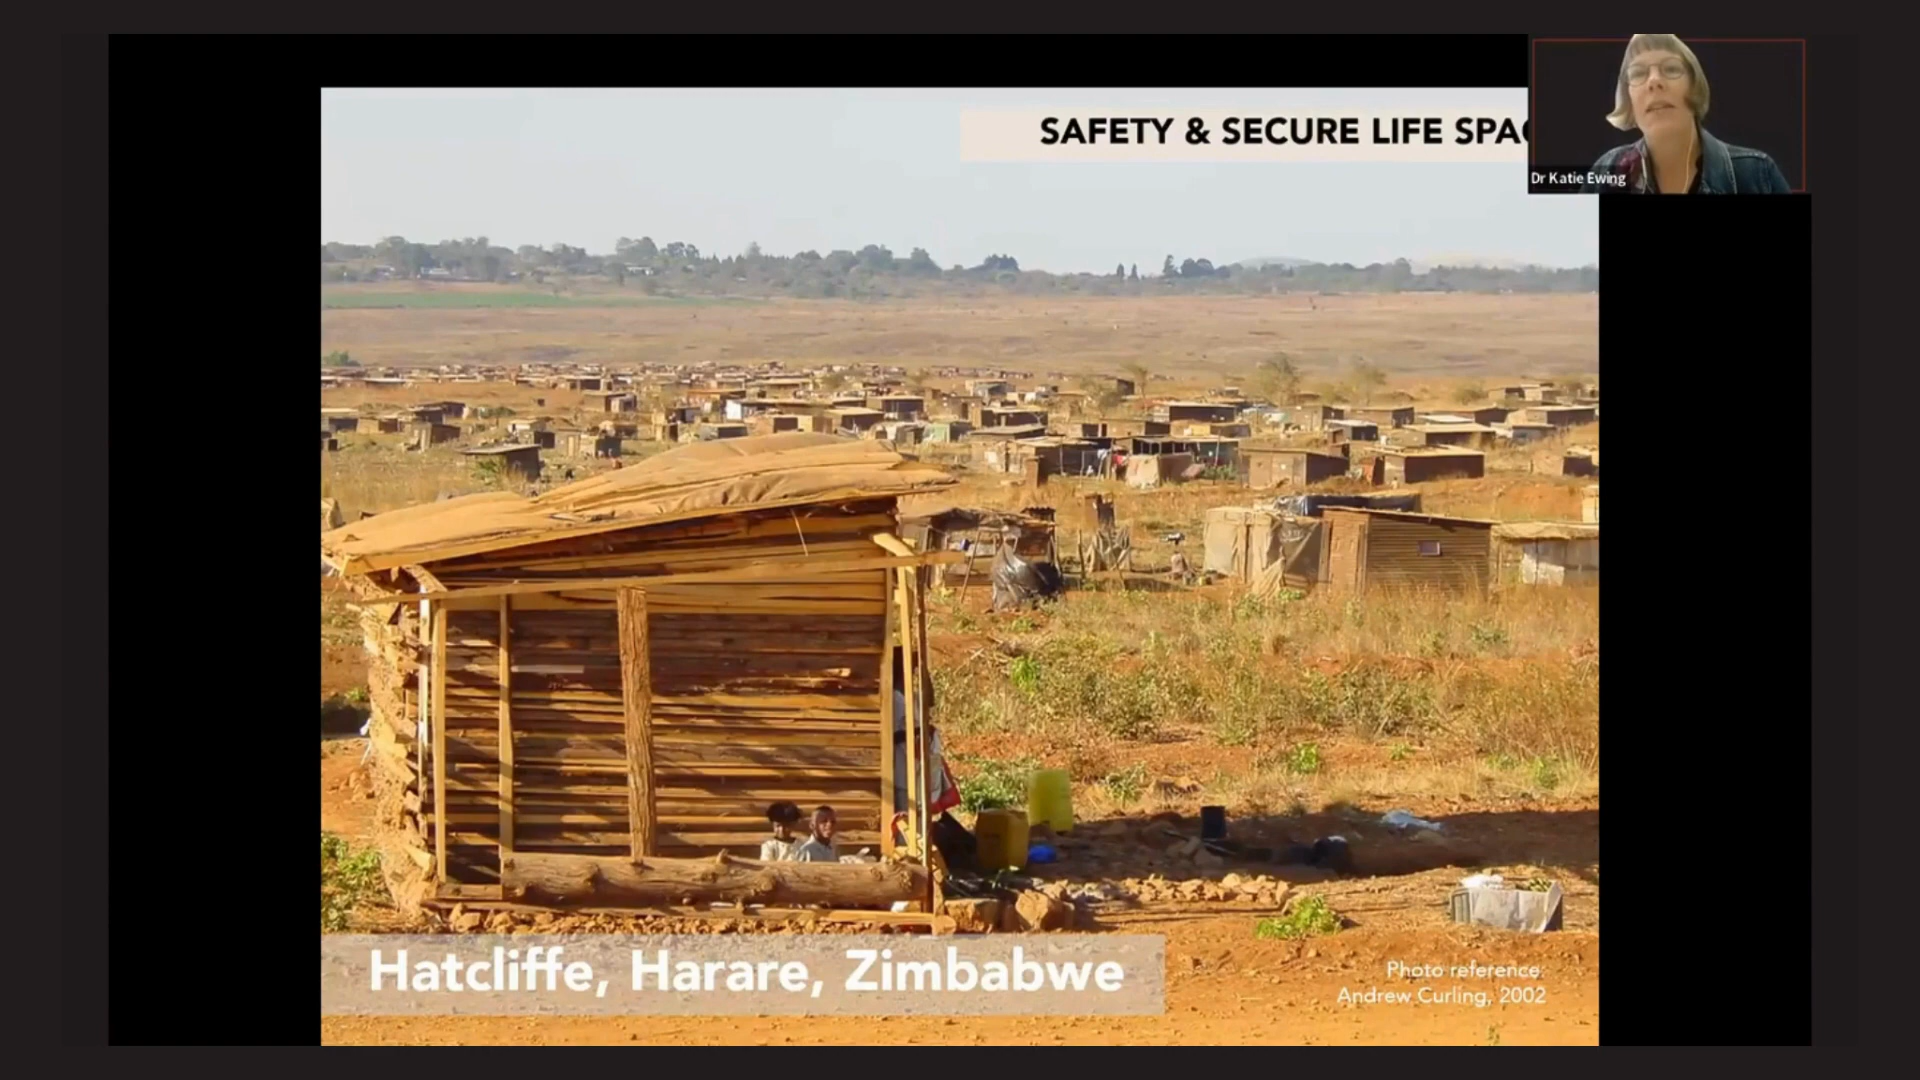 SAFETY & SECURE LIFE SPA
Dr Katie Ewing
Hatcliffe, Harare, Zimbabwe
Photo reference:
Andrew Curling, 2002